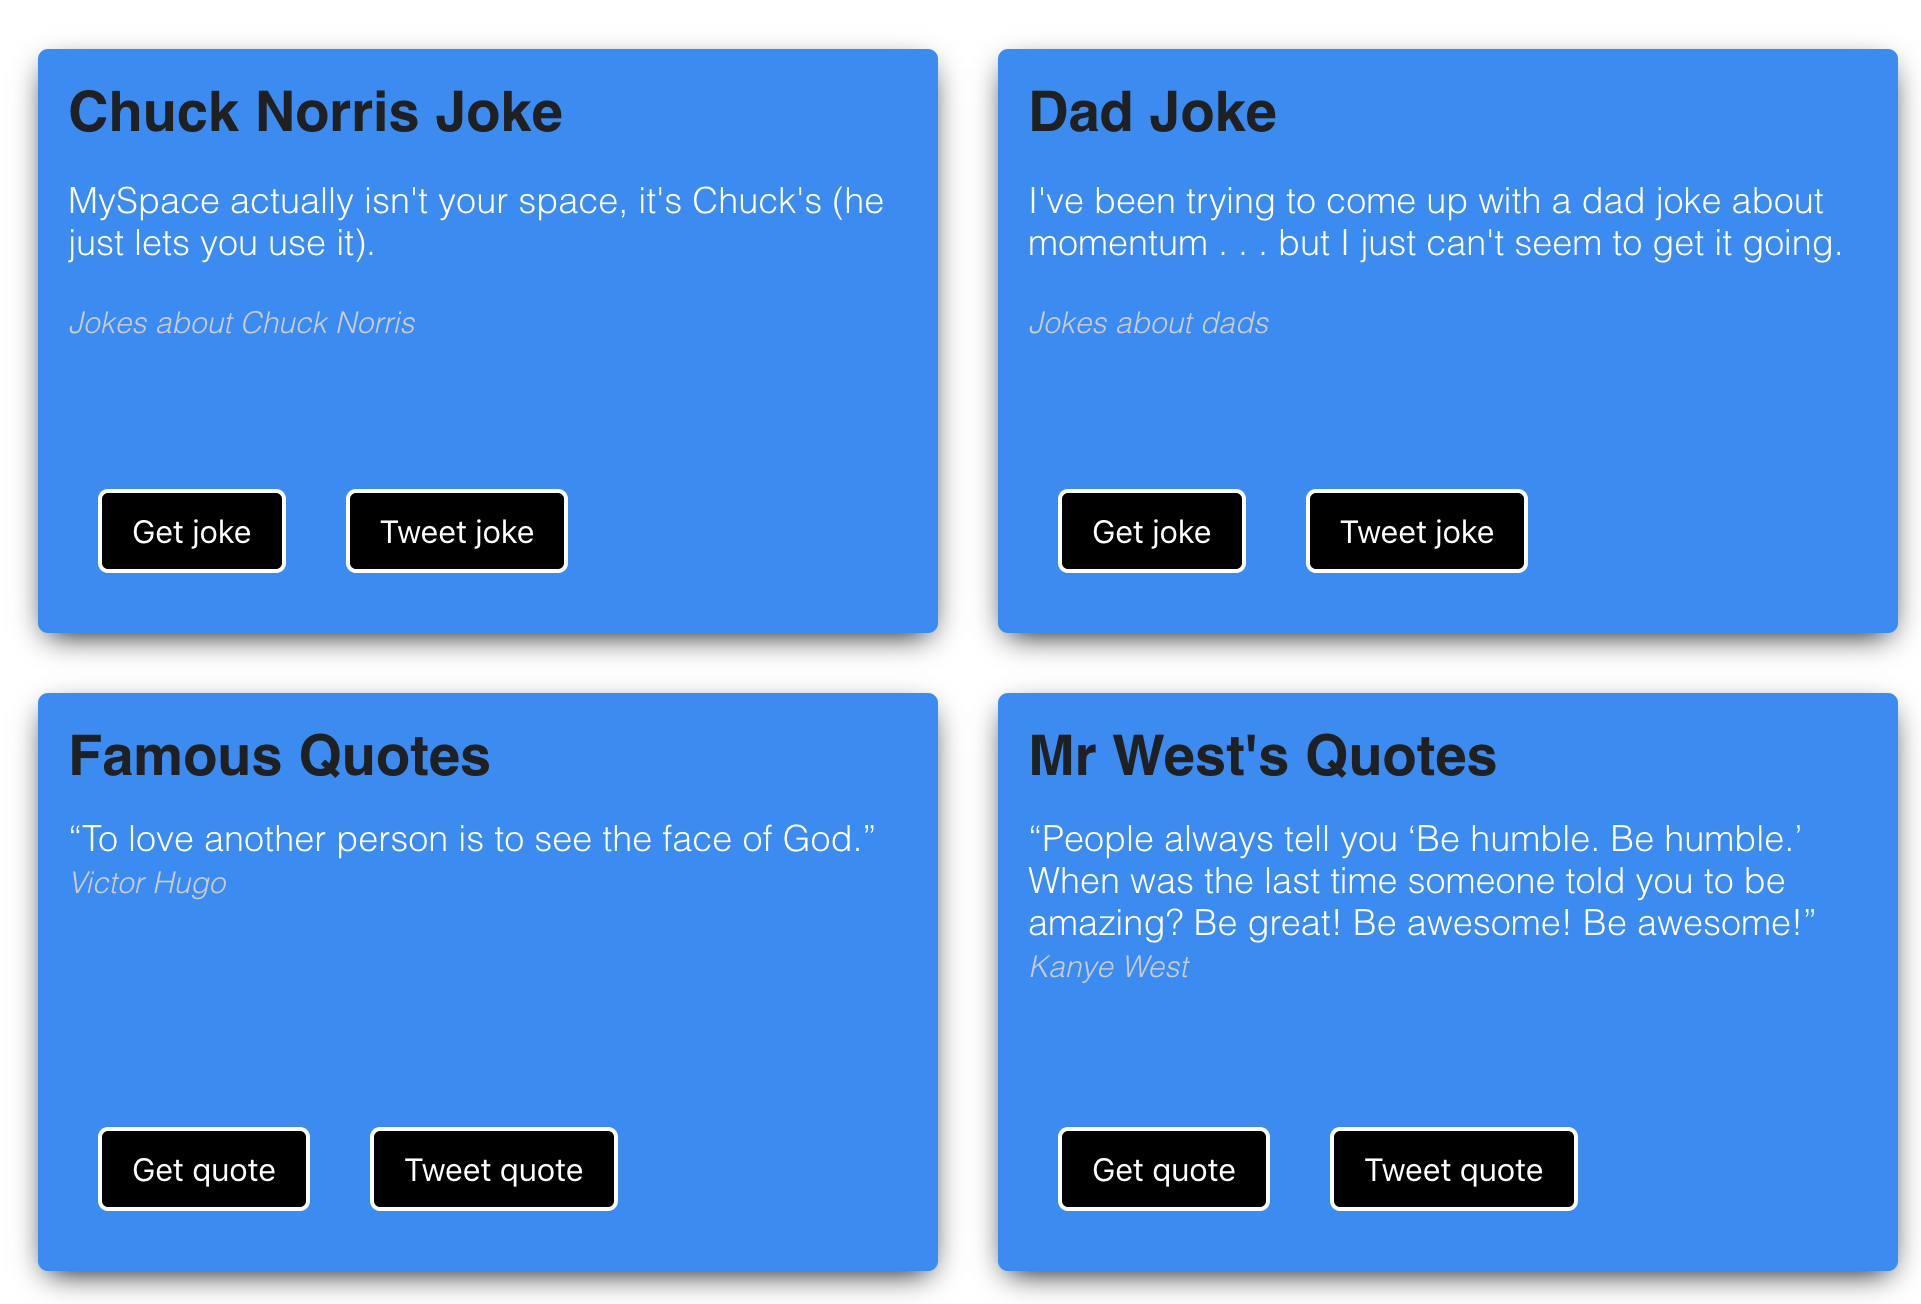 Chuck Norris Joke
MySpace actually isn't your space, it's Chuck's (he
just lets you use it).
Jokes about Chuck Norris
Get joke
Tweet joke
Dad Joke
I've been trying to come up with a dad joke about
momentum . . . but I just can't seem to get it going.
Jokes about dads
Get joke
Tweet joke
Famous Quotes
“To love another person is to see the face of God.”
Victor Hugo
Get quote
Tweet quote
Mr West's Quotes
“People always tell you ‘Be humble. Be humble.’
When was the last time someone told you to be
amazing? Be great! Be awesome! Be awesome!”
Kanye West
Get quote
Tweet quote